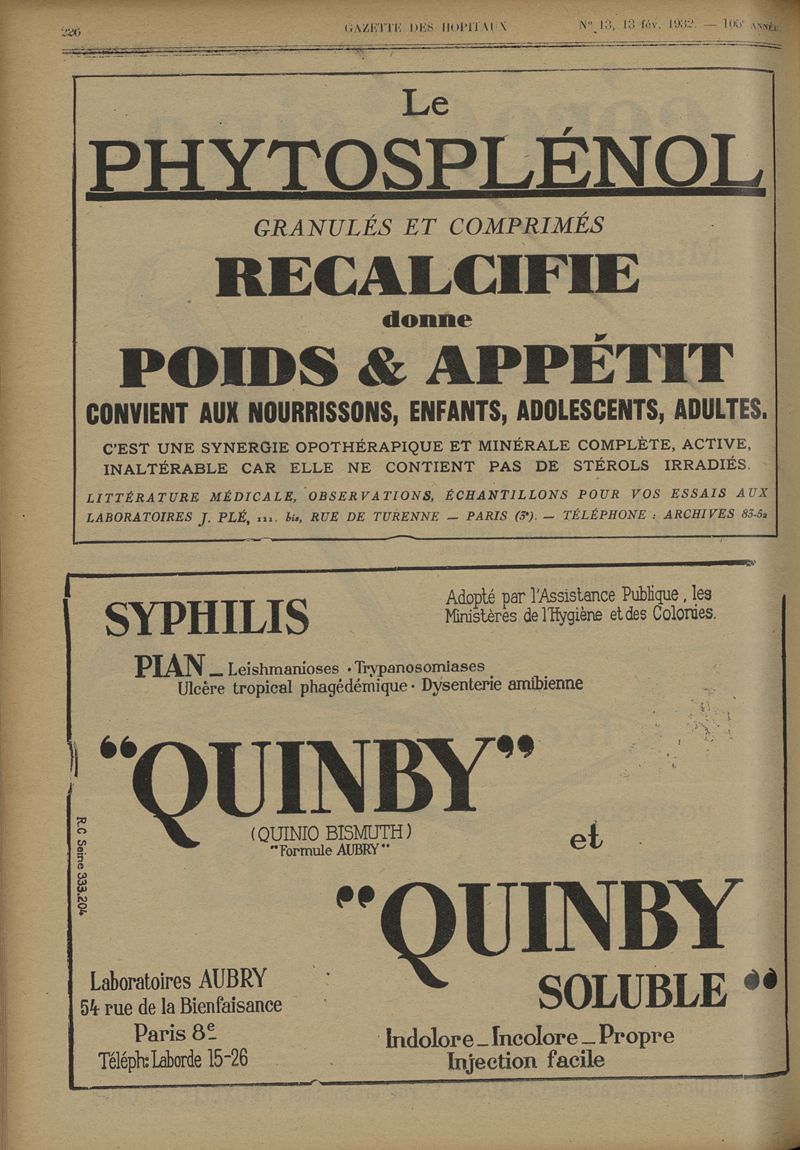 226
GAZETTE DES HOPITAUX
N° 13, 13 fév. 1932. — 105e ANNÉE.
Le
PHYTOSPLÉNOL
GRANULÉS ET COMPRIMÉS
RECALCIFIE
donne
POIDS & APPÉTIT
CONVIENT AUX NOURRISSONS, ENFANTS, ADOLESCENTS, ADULTES.
C'EST UNE SYNERGIE OPOTHÉRAPIQUE ET MINÉRALE COMPLÈTE, ACTIVE,
INALTÉRABLE CAR ELLE NE CONTIENT PAS DE STÉROLS IRRADIÉS.
LITTÉRATURE MÉDICALE, OBSERVATIONS, ÉCHANTILLONS POUR VOS ESSAIS AUX
LABORATOIRES J. PLÉ, 111. bis, RUE DE TURENNE — PARIS (3e). — TÉLÉPHONE : ARCHIVES 83-52
SYPHILIS
Adopté par l'Assistance Publique, les
Ministères de l'Hygiène et des Colonies.
PIAN _ Leishmanioses · Trypanosomiases
Ulcère tropical phagédémique · Dysenterie amibienne
“QUINBY”
(QUINIO BISMUTH)
"Formule AUBRY"
et
R.C Seine 333.204
“QUINBY
SOLUBLE”
Laboratoires AUBRY
54 rue de la Bienfaisance
Paris 8e
Téléph: Laborde 15-26
Indolore _ Incolore _ Propre
Injection facile